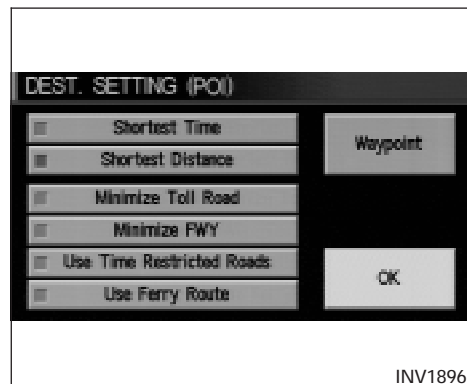 DEST. SETTING (POI)
Shortest Time
Shortest Distance
Waypoint
Minimize Toll Road
Minimize FWY
Use Time Restricted Roads
Use Ferry Route
OK
INV1896